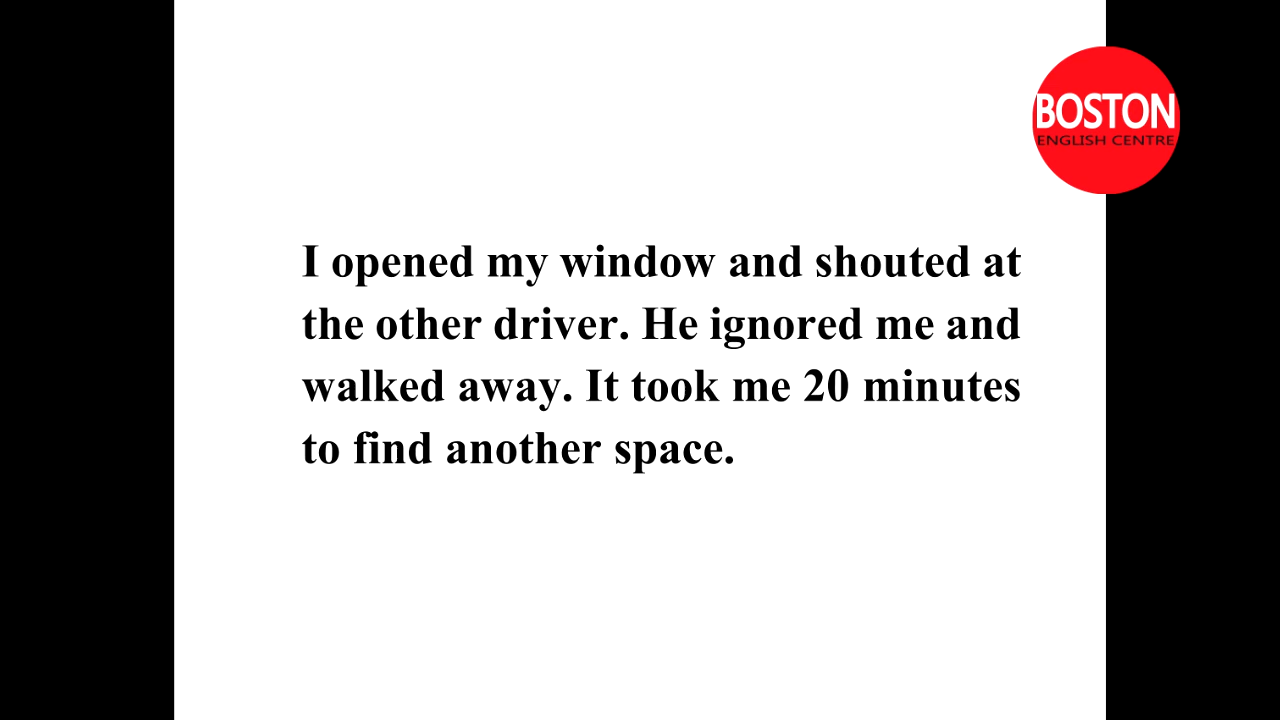 BOSTON
ENGLISH CENTRE
I opened my window and shouted at
the other driver. He ignored me and
walked away. It took me 20 minutes
to find another space.